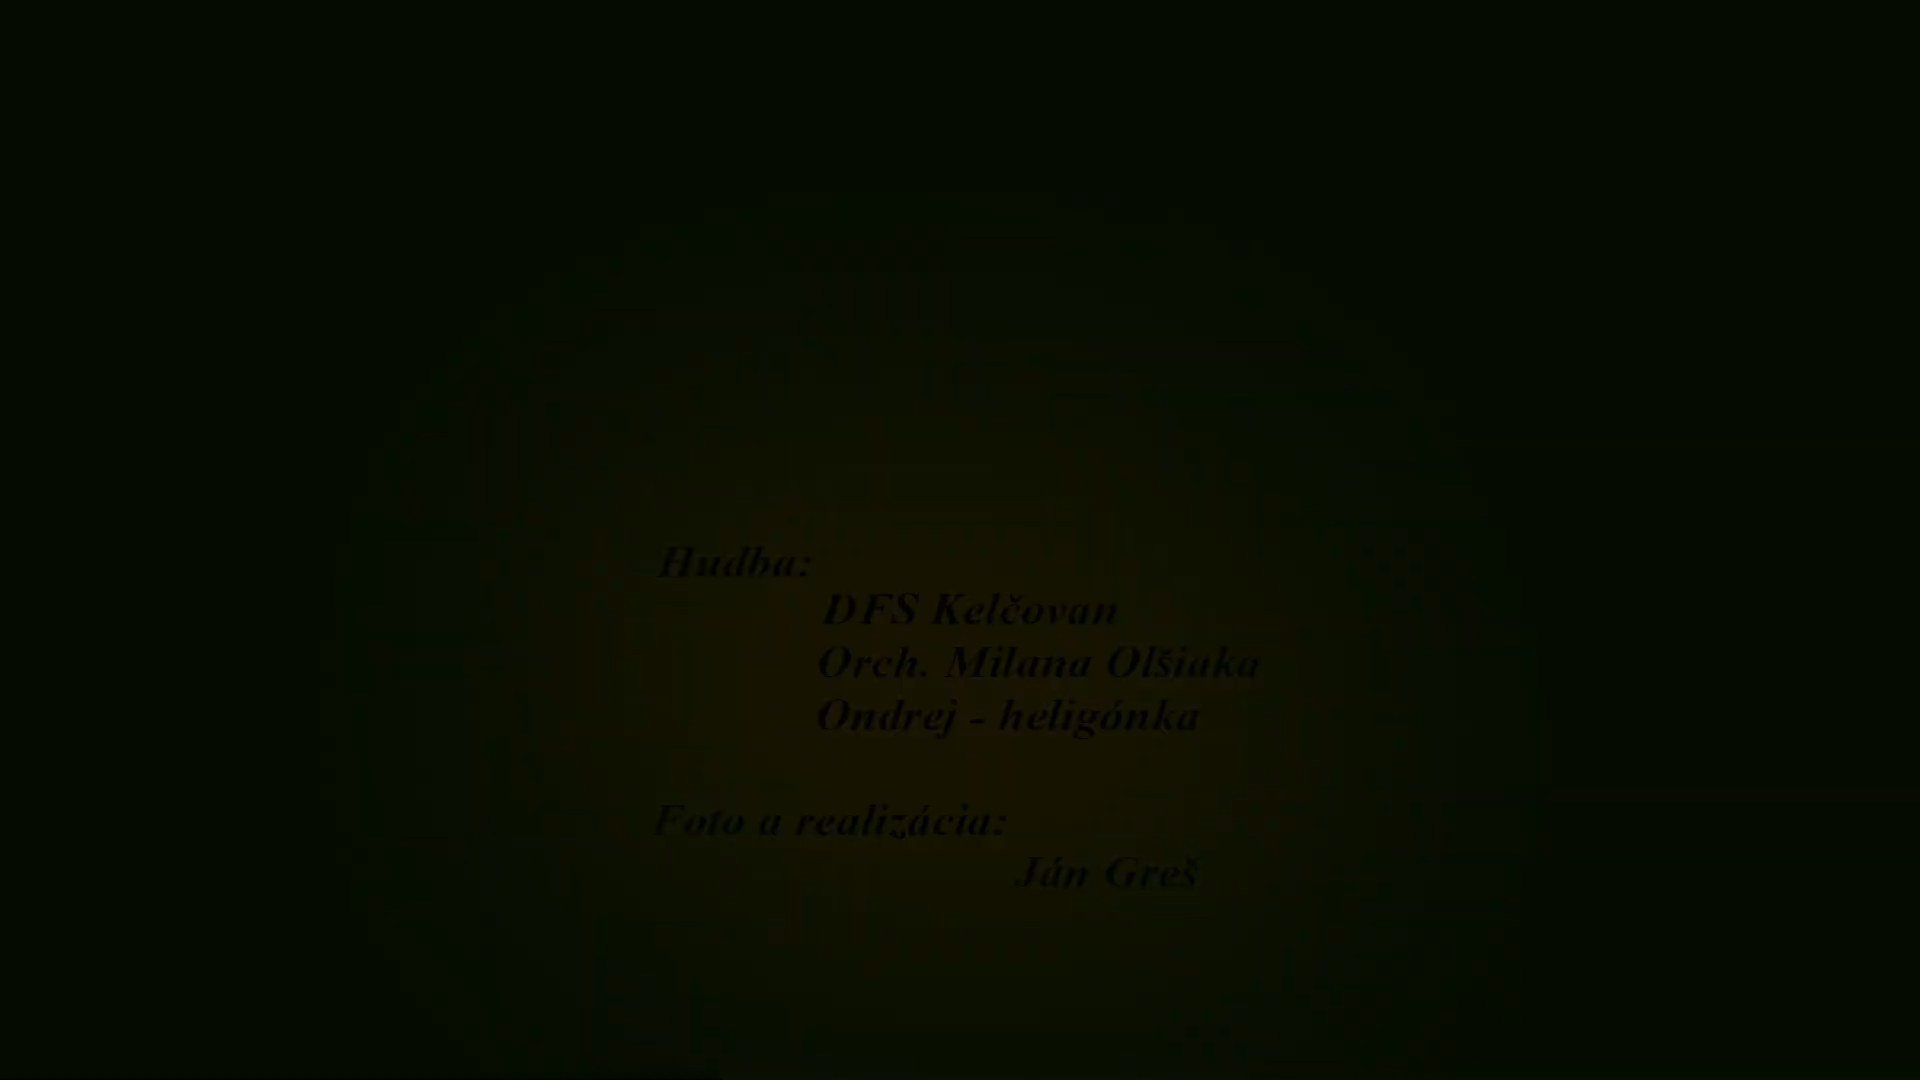 Hudba:
DFS Kelčovan
Orch. Milana Olšiaka
Ondrej - heligónka
Foto a realizácia:
Ján Greš